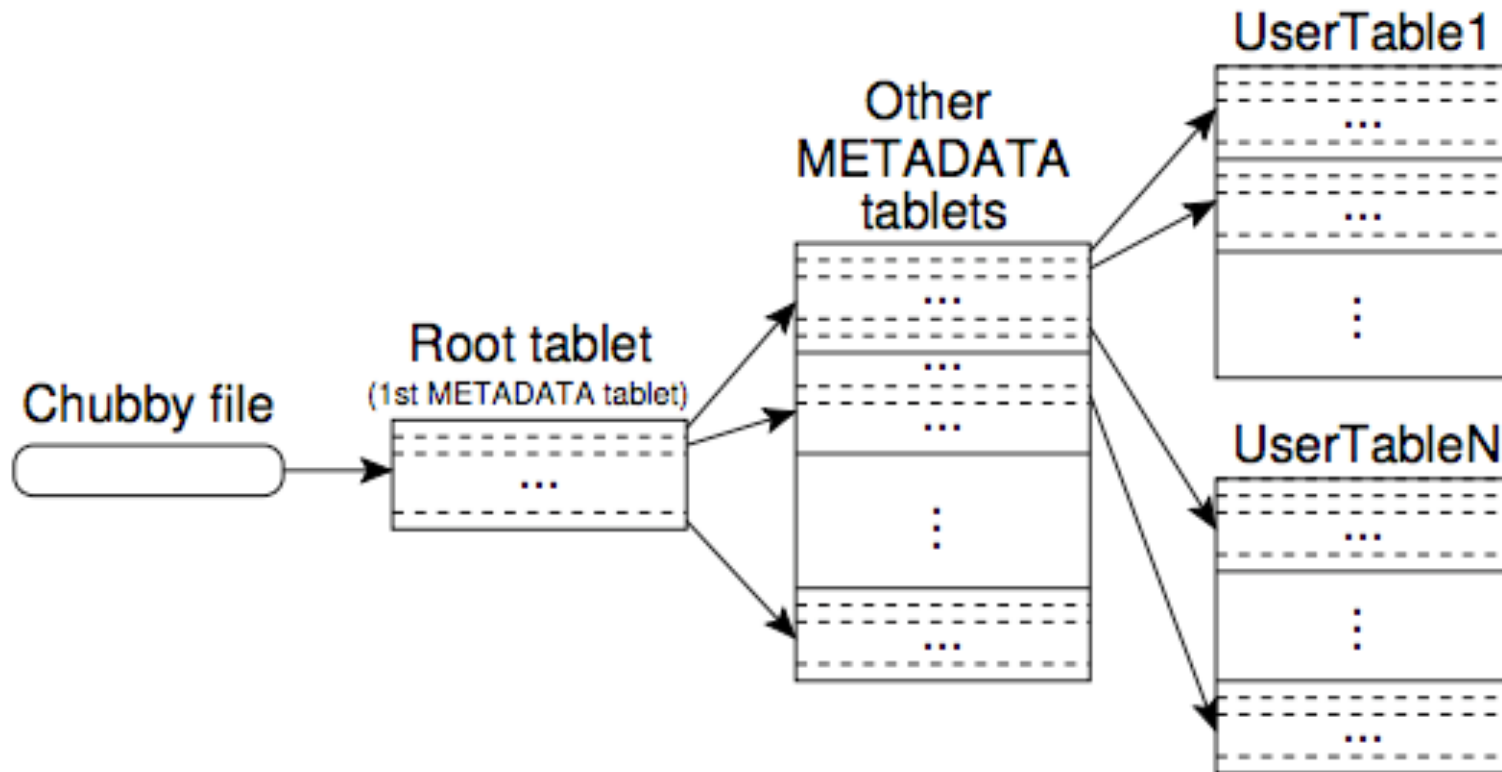 Chubby file
Root tablet
(1st METADATA tablet)
...
Other
METADATA
tablets
...
...
...
⋮
...
UserTable1
...
...
⋮
UserTableN
...
⋮
...